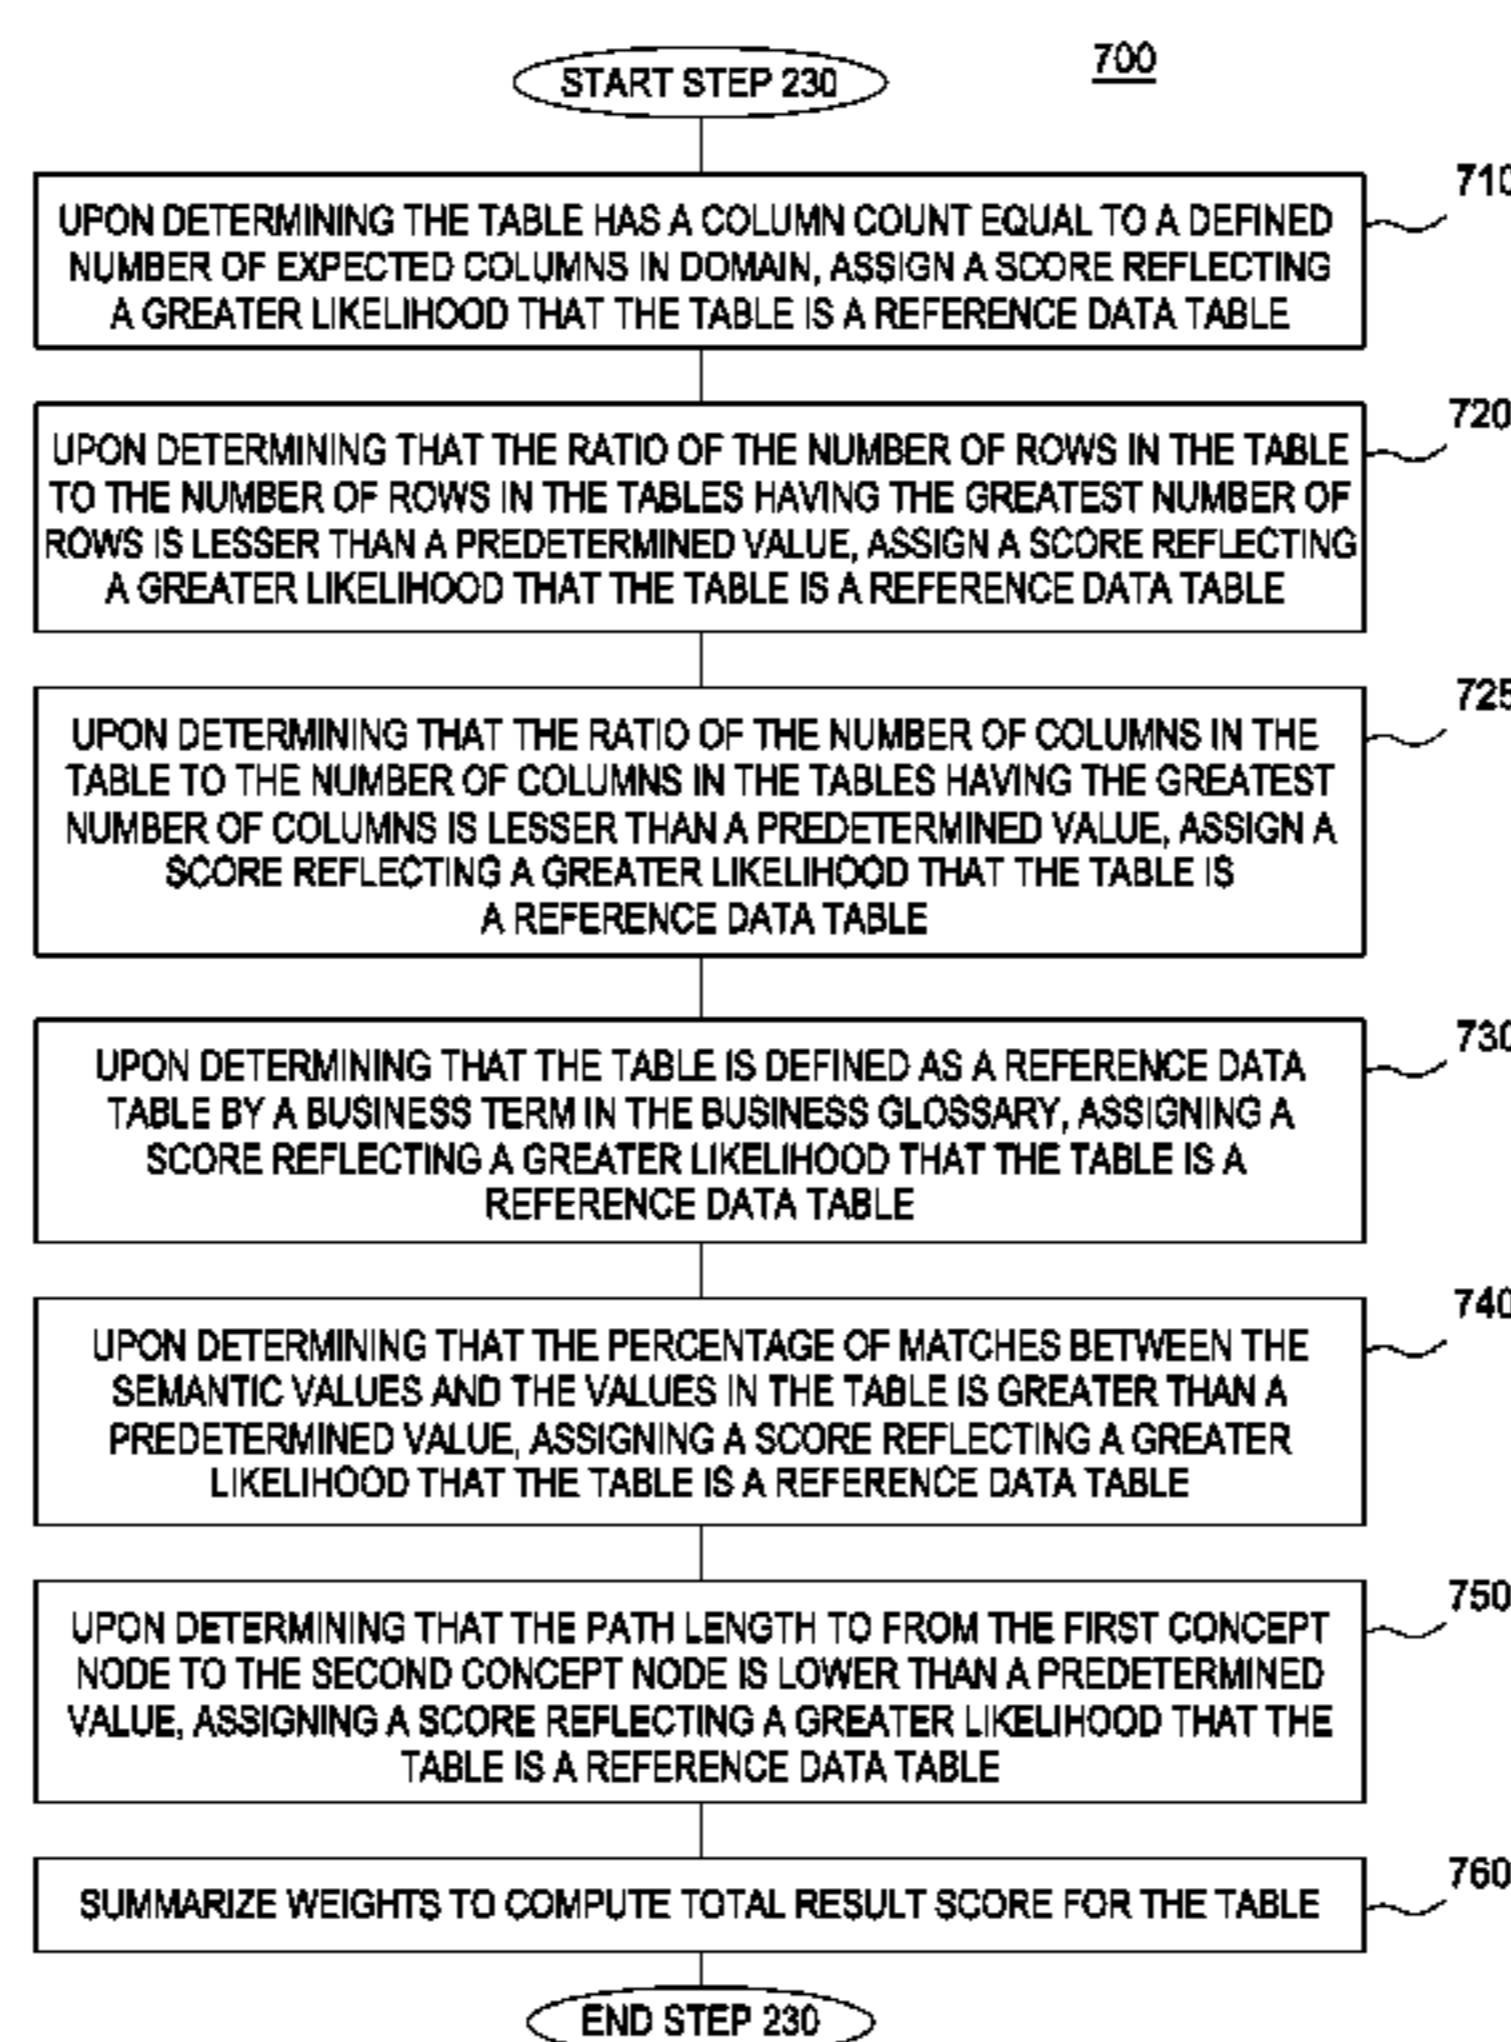 START STEP 230
700
710
UPON DETERMINING THE TABLE HAS A COLUMN COUNT EQUAL TO A DEFINED
NUMBER OF EXPECTED COLUMNS IN DOMAIN, ASSIGN A SCORE REFLECTING
A GREATER LIKELIHOOD THAT THE TABLE IS A REFERENCE DATA TABLE
720
UPON DETERMINING THAT THE RATIO OF THE NUMBER OF ROWS IN THE TABLE
TO THE NUMBER OF ROWS IN THE TABLES HAVING THE GREATEST NUMBER OF
ROWS IS LESSER THAN A PREDETERMINED VALUE, ASSIGN A SCORE REFLECTING
A GREATER LIKELIHOOD THAT THE TABLE IS A REFERENCE DATA TABLE
725
UPON DETERMINING THAT THE RATIO OF THE NUMBER OF COLUMNS IN THE
TABLE TO THE NUMBER OF COLUMNS IN THE TABLES HAVING THE GREATEST
NUMBER OF COLUMNS IS LESSER THAN A PREDETERMINED VALUE, ASSIGN A
SCORE REFLECTING A GREATER LIKELIHOOD THAT THE TABLE IS
A REFERENCE DATA TABLE
730
UPON DETERMINING THAT THE TABLE IS DEFINED AS A REFERENCE DATA
TABLE BY A BUSINESS TERM IN THE BUSINESS GLOSSARY, ASSIGNING A
SCORE REFLECTING A GREATER LIKELIHOOD THAT THE TABLE IS A
REFERENCE DATA TABLE
740
UPON DETERMINING THAT THE PERCENTAGE OF MATCHES BETWEEN THE
SEMANTIC VALUES AND THE VALUES IN THE TABLE IS GREATER THAN A
PREDETERMINED VALUE, ASSIGNING A SCORE REFLECTING A GREATER
LIKELIHOOD THAT THE TABLE IS A REFERENCE DATA TABLE
750
UPON DETERMINING THAT THE PATH LENGTH TO FROM THE FIRST CONCEPT
NODE TO THE SECOND CONCEPT NODE IS LOWER THAN A PREDETERMINED
VALUE, ASSIGNING A SCORE REFLECTING A GREATER LIKELIHOOD THAT THE
TABLE IS A REFERENCE DATA TABLE
760
SUMMARIZE WEIGHTS TO COMPUTE TOTAL RESULT SCORE FOR THE TABLE
END STEP 230